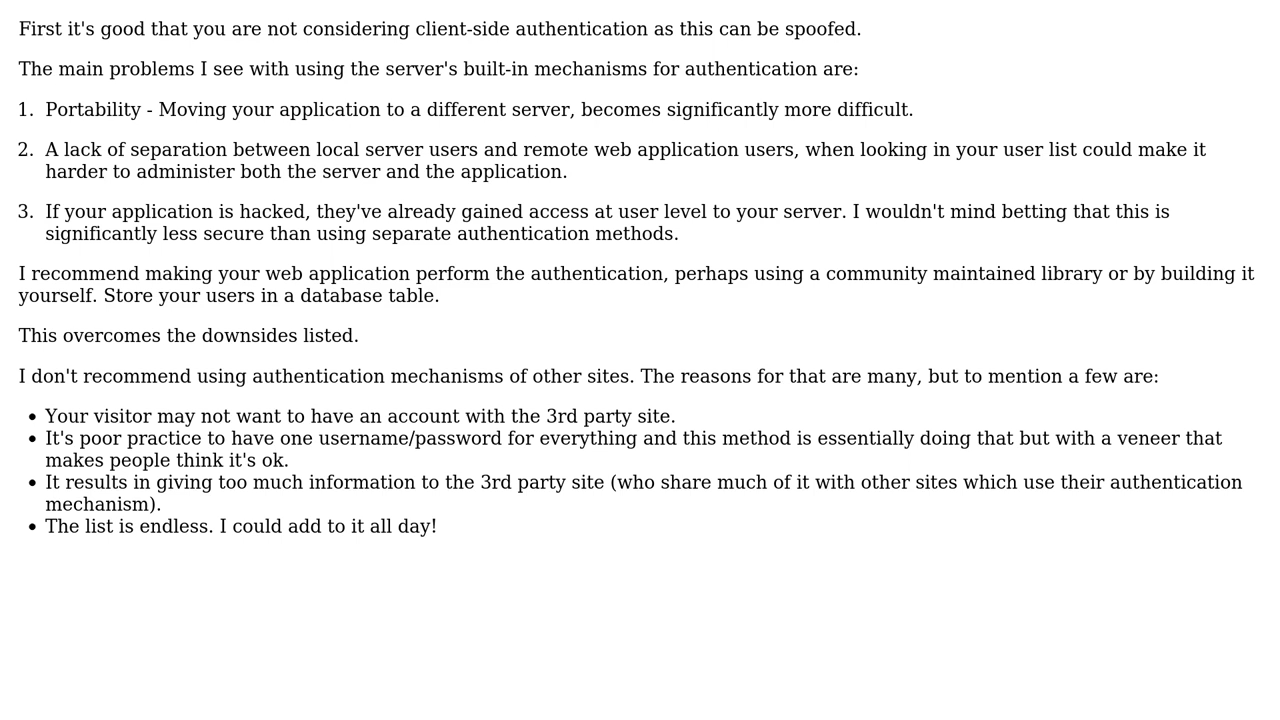 First it's good that you are not considering client-side authentication as this can be spoofed.
The main problems I see with using the server's built-in mechanisms for authentication are:
1. Portability - Moving your application to a different server, becomes significantly more difficult.
2. A lack of separation between local server users and remote web application users, when looking in your user list could make it
harder to administer both the server and the application.
3. If your application is hacked, they've already gained access at user level to your server. I wouldn't mind betting that this is
significantly less secure than using separate authentication methods.
I recommend making your web application perform the authentication, perhaps using a community maintained library or by building it
yourself. Store your users in a database table.
This overcomes the downsides listed.
I don't recommend using authentication mechanisms of other sites. The reasons for that are many, but to mention a few are:
• Your visitor may not want to have an account with the 3rd party site.
• It's poor practice to have one username/password for everything and this method is essentially doing that but with a veneer that
makes people think it's ok.
• It results in giving too much information to the 3rd party site (who share much of it with other sites which use their authentication
mechanism).
• The list is endless. I could add to it all day!